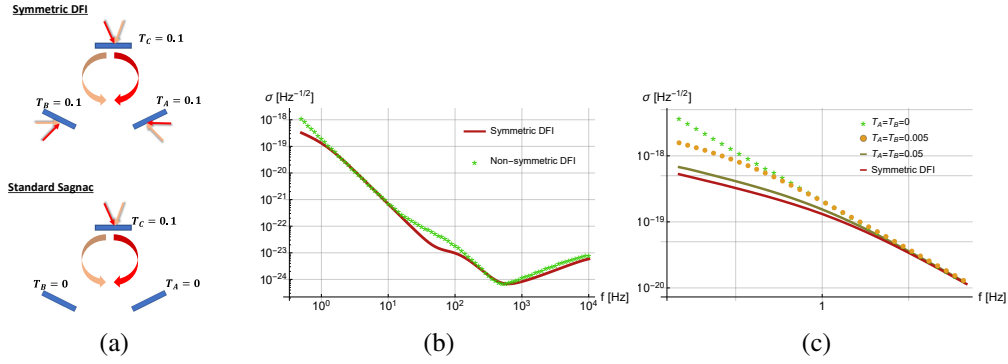 Symmetric DFI
T_C = 0.1
T_B = 0.1
T_A = 0.1
Standard Sagnac
T_C = 0.1
T_B = 0
T_A = 0
(a)
σ [Hz^-1/2]
10^-18
10^-19
10^-20
10^-21
10^-22
10^-23
10^-24
Symmetric DFI
Non-symmetric DFI
10^0
10^1
10^2
10^3
10^4
f [Hz]
(b)
σ [Hz^-1/2]
10^-18
10^-19
10^-20
T_A=T_B=0
T_A=T_B=0.005
T_A=T_B=0.05
Symmetric DFI
1
f [Hz]
(c)